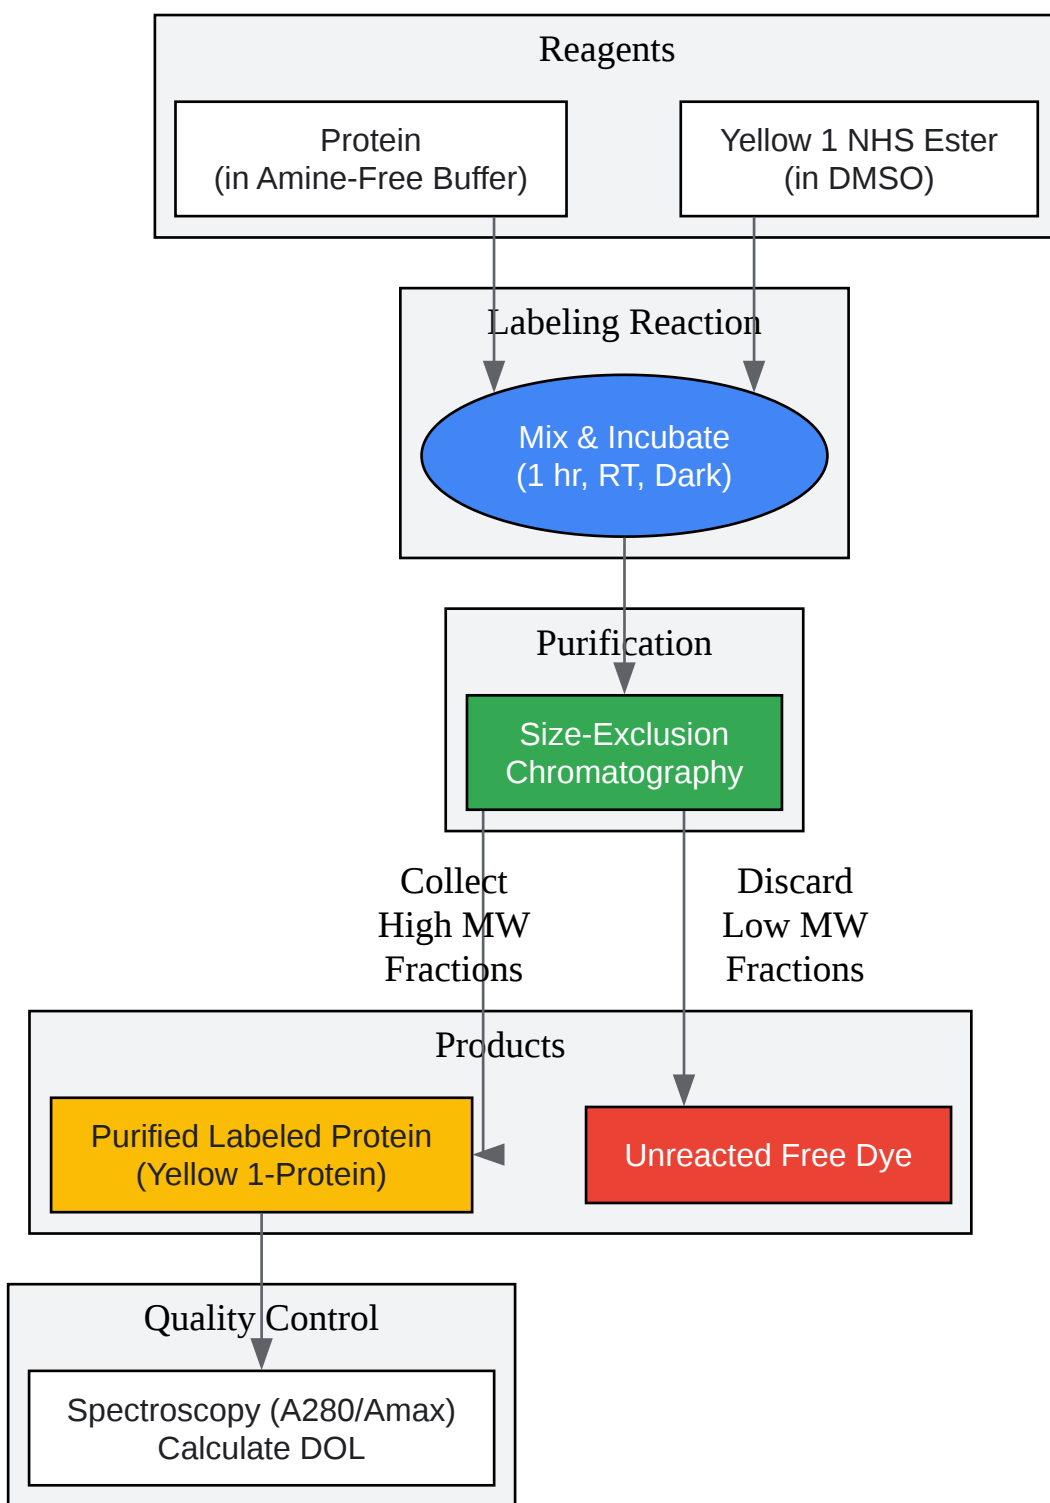 Reagents
Protein
(in Amine-Free Buffer)
Yellow 1 NHS Ester
(in DMSO)
Labeling Reaction
Mix & Incubate
(1 hr, RT, Dark)
Purification
Size-Exclusion
Chromatography
Collect
High MW
Fractions
Discard
Low MW
Fractions
Products
Purified Labeled Protein
(Yellow 1-Protein)
Unreacted Free Dye
Quality Control
Spectroscopy (A280/Amax)
Calculate DOL